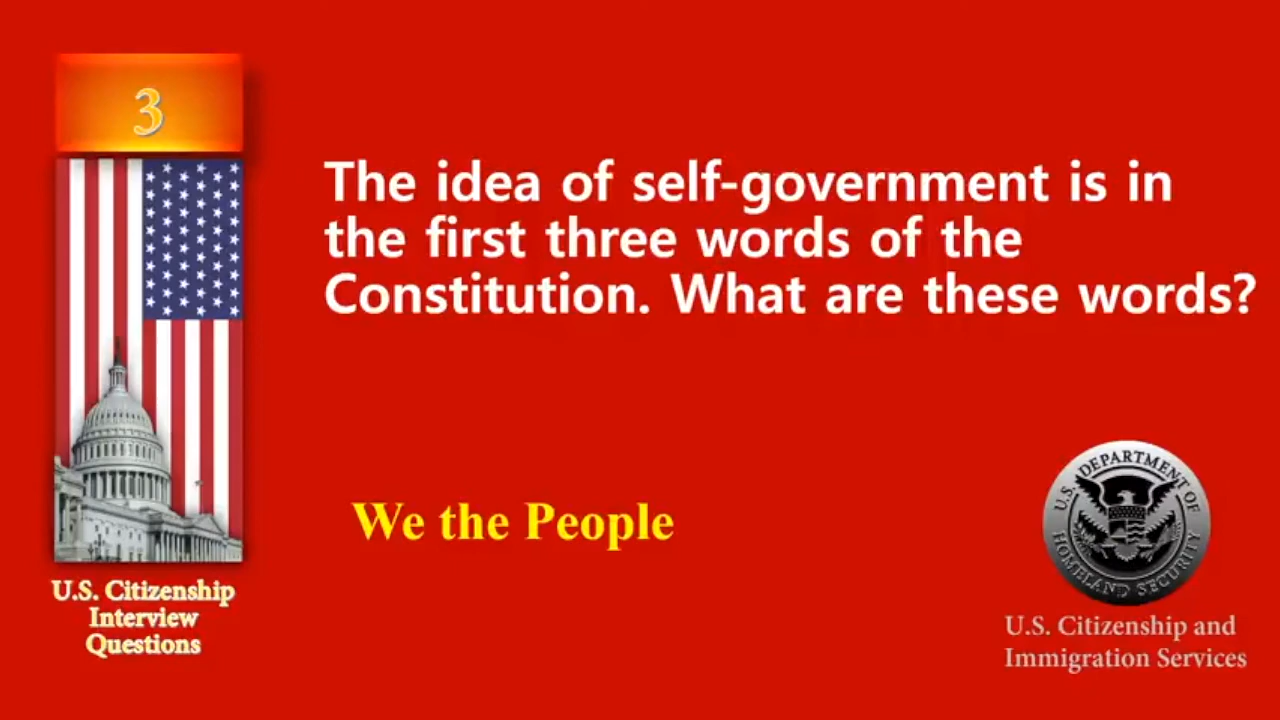 3
The idea of self-government is in
the first three words of the
Constitution. What are these words?
We the People
U.S. Citizenship
Interview
Questions
U.S. DEPARTMENT OF
HOMELAND SECURITY
U.S. Citizenship and
Immigration Services